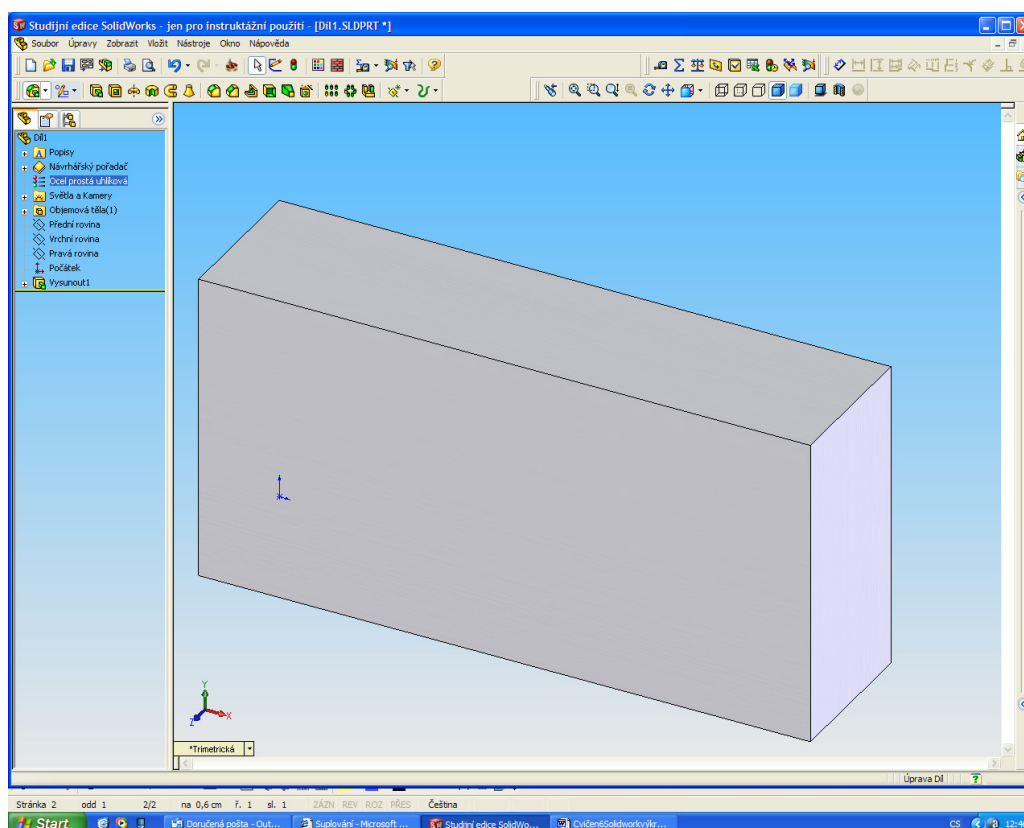 Studijní edice SolidWorks - jen pro instruktážní použití - [Díl1.SLDPRT *]
Soubor Úpravy Zobrazit Vložit Nástroje Okno Nápověda
Díl1
Popisy
Návrhářský pořadač
Ocel prostá uhlíková
Světla a Kamery
Objemová těla(1)
Přední rovina
Vrchní rovina
Pravá rovina
Počátek
Vysunout1
Y
X
Z
*Trimetrická
Úprava Díl
Stránka 2 odd 1 2/2 na 0,6 cm ř. 1 sl. 1 ZÁZN REV ROZ PŘES Čeština
Start Doručená pošta - Out... Suplování - Microsoft ... Studijní edice SolidWo... Cvičen6Solidworkvýkr... CS